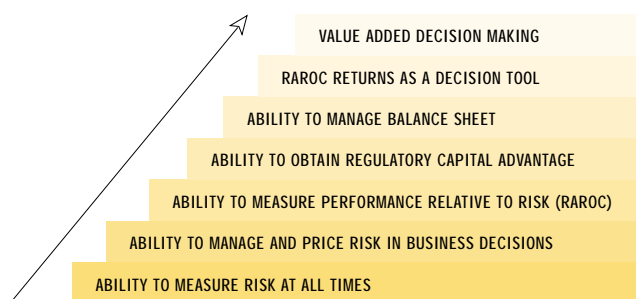 VALUE ADDED DECISION MAKING
RAROC RETURNS AS A DECISION TOOL
ABILITY TO MANAGE BALANCE SHEET
ABILITY TO OBTAIN REGULATORY CAPITAL ADVANTAGE
ABILITY TO MEASURE PERFORMANCE RELATIVE TO RISK (RAROC)
ABILITY TO MANAGE AND PRICE RISK IN BUSINESS DECISIONS
ABILITY TO MEASURE RISK AT ALL TIMES